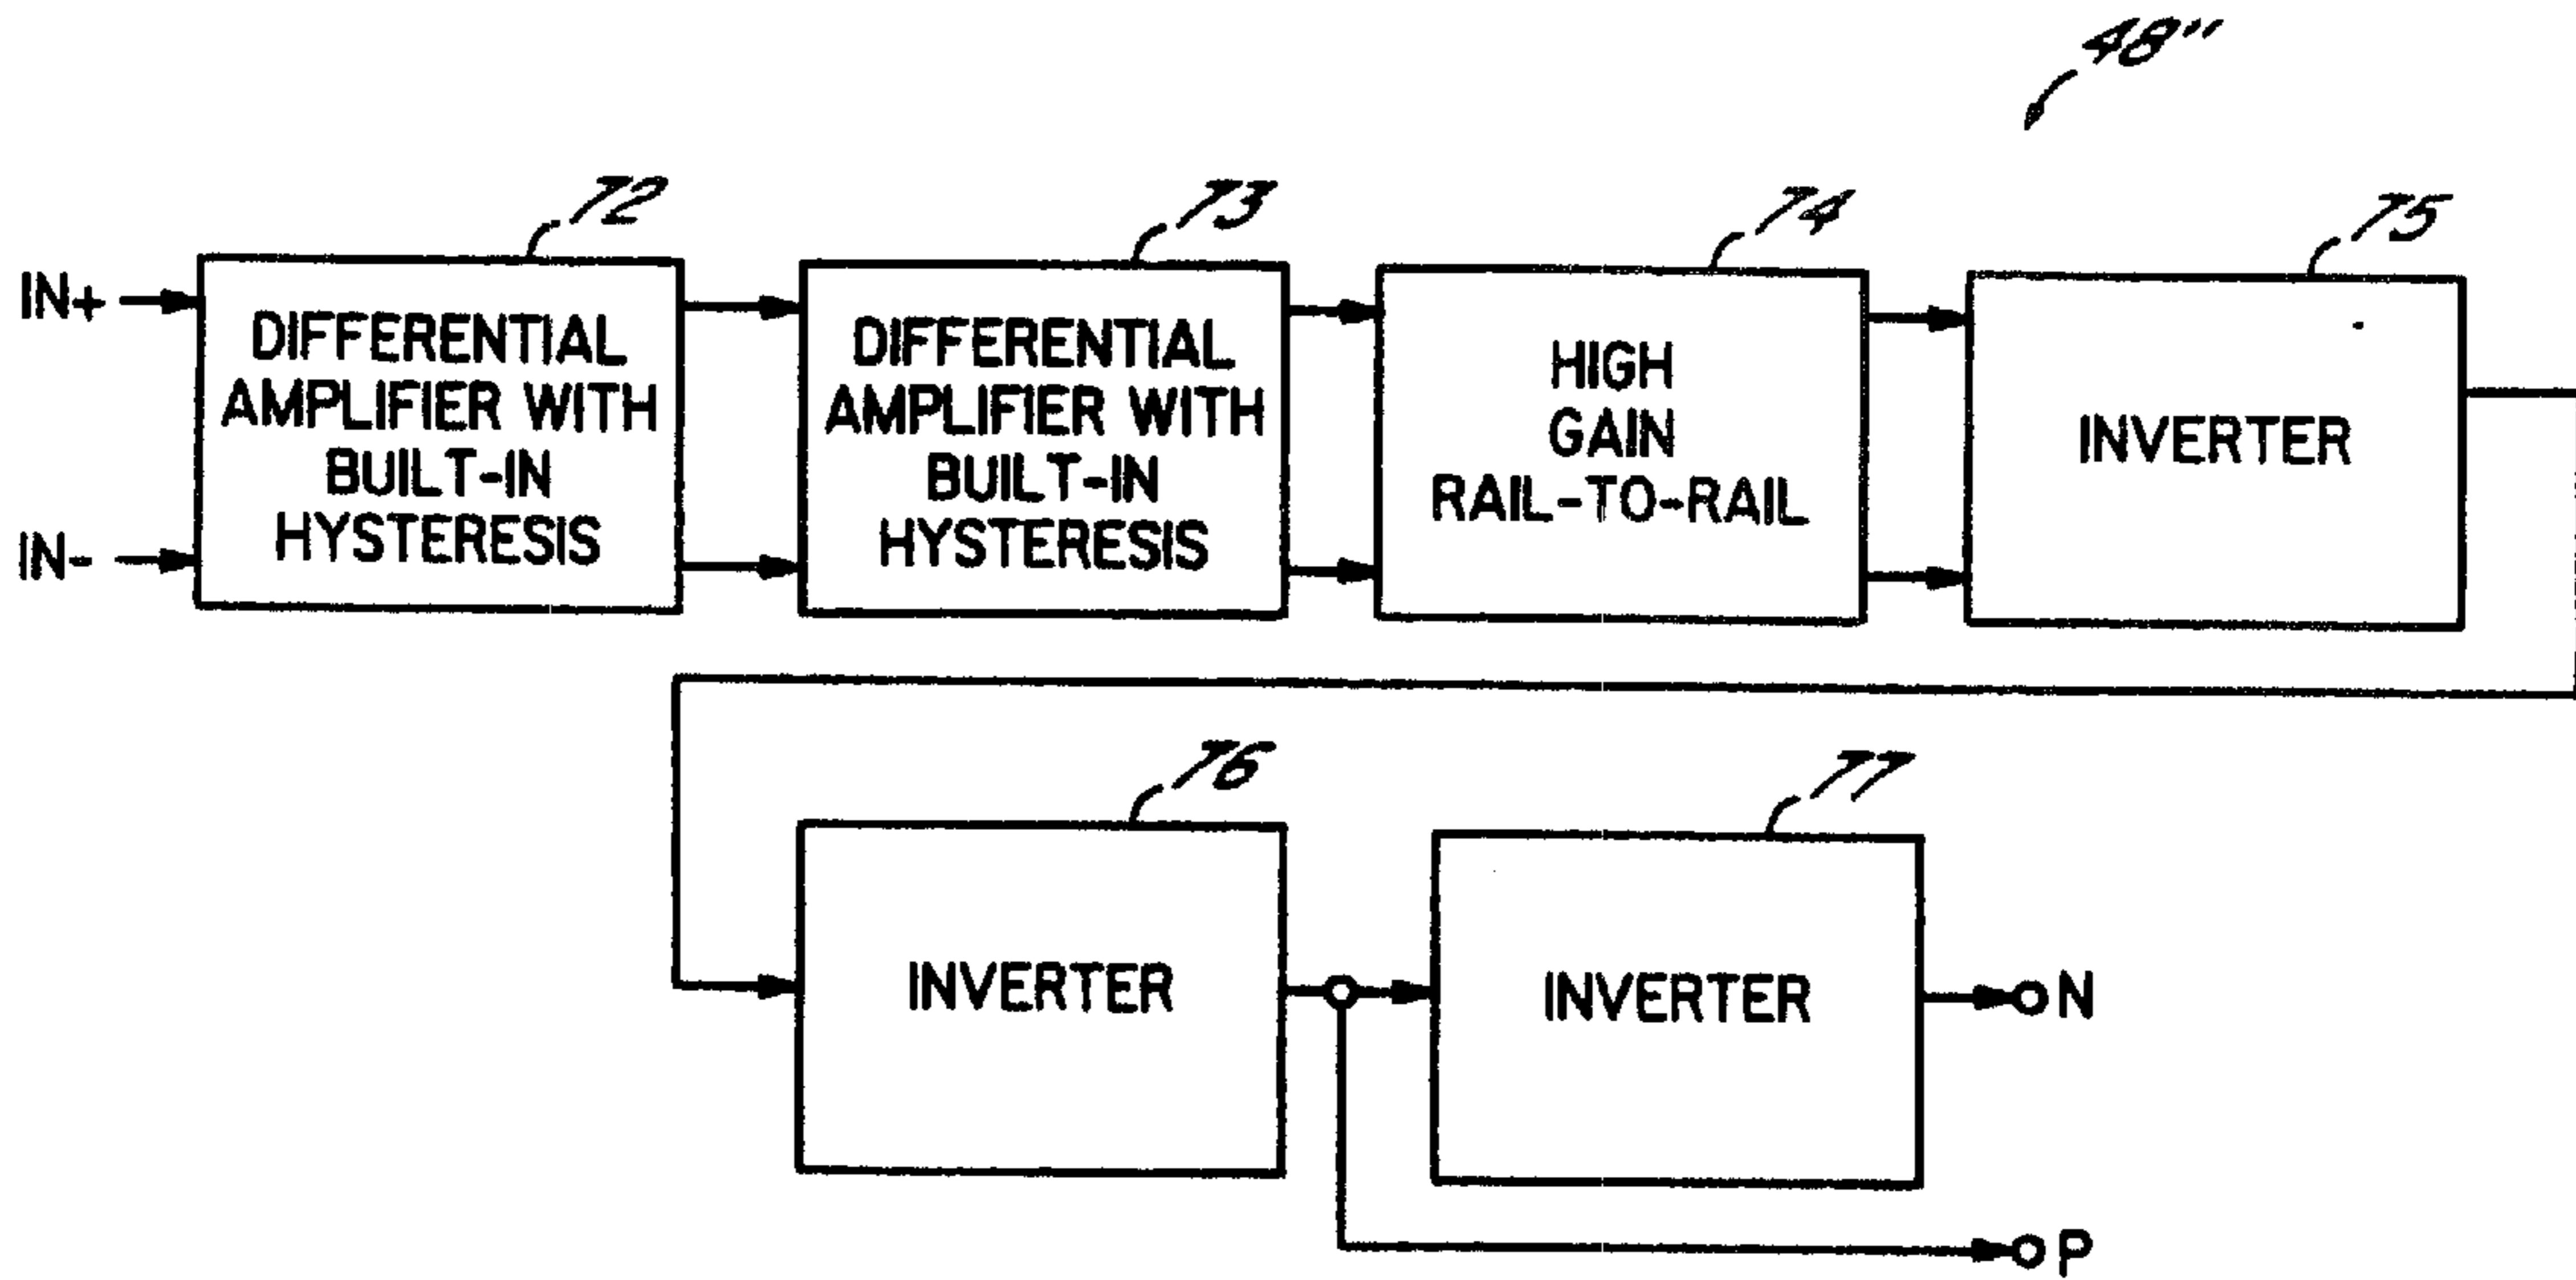 48"
72
73
74
75
IN+
IN-
DIFFERENTIAL
AMPLIFIER WITH
BUILT-IN
HYSTERESIS
DIFFERENTIAL
AMPLIFIER WITH
BUILT-IN
HYSTERESIS
HIGH
GAIN
RAIL-TO-RAIL
INVERTER
76
77
INVERTER
INVERTER
N
P